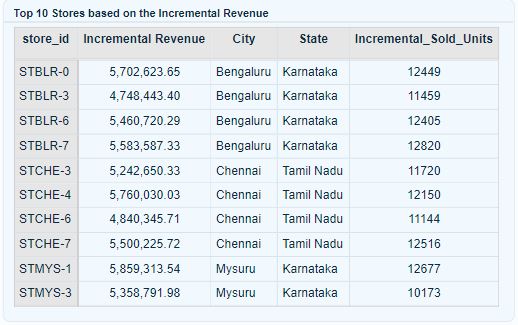 Top 10 Stores based on the Incremental Revenue
store_id Incremental Revenue City State Incremental_Sold_Units
STBLR-0 5,702,623.65 Bengaluru Karnataka 12449
STBLR-3 4,748,443.40 Bengaluru Karnataka 11459
STBLR-6 5,460,720.29 Bengaluru Karnataka 12405
STBLR-7 5,583,587.33 Bengaluru Karnataka 12820
STCHE-3 5,242,650.33 Chennai Tamil Nadu 11720
STCHE-4 5,760,030.03 Chennai Tamil Nadu 12150
STCHE-6 4,840,345.71 Chennai Tamil Nadu 11144
STCHE-7 5,500,225.72 Chennai Tamil Nadu 12516
STMYS-1 5,859,313.54 Mysuru Karnataka 12677
STMYS-3 5,358,791.98 Mysuru Karnataka 10173